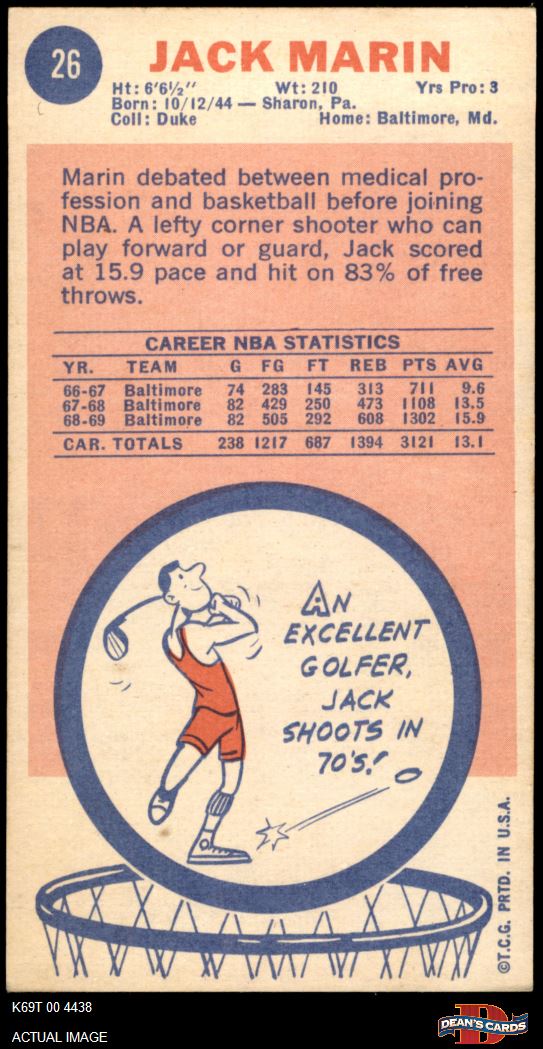 26
JACK MARIN
Ht: 6'6½" Wt: 210 Yrs Pro: 3
Born: 10/12/44 — Sharon, Pa.
Coll: Duke Home: Baltimore, Md.
Marin debated between medical pro-
fession and basketball before joining
NBA. A lefty corner shooter who can
play forward or guard, Jack scored
at 15.9 pace and hit on 83% of free
throws.
CAREER NBA STATISTICS
YR. TEAM G FG FT REB PTS AVG
66-67 Baltimore 74 283 145 313 711 9.6
67-68 Baltimore 82 429 250 473 1108 13.5
68-69 Baltimore 82 505 292 608 1302 15.9
CAR. TOTALS 238 1217 687 1394 3121 13.1
AN
EXCELLENT
GOLFER,
JACK
SHOOTS IN
70'S!
©T.C.G. PRTD. IN U.S.A.
K69T 00 4438
ACTUAL IMAGE
D
DEAN'S CARDS